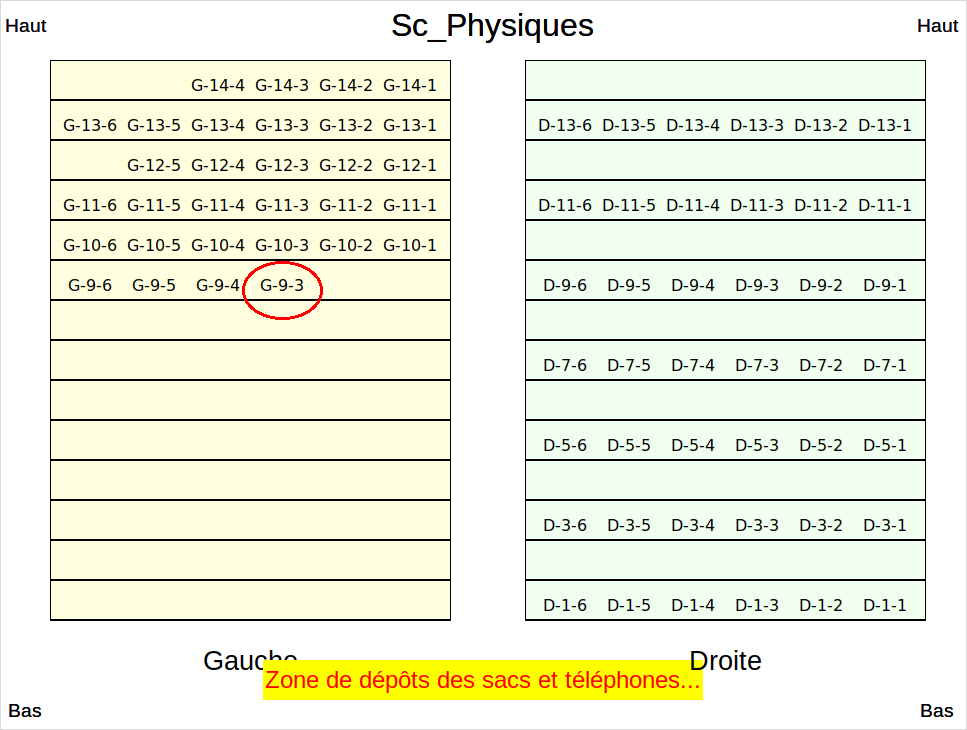 Sc_Physiques
Haut Haut
G-14-4 G-14-3 G-14-2 G-14-1
G-13-6 G-13-5 G-13-4 G-13-3 G-13-2 G-13-1 D-13-6 D-13-5 D-13-4 D-13-3 D-13-2 D-13-1
G-12-5 G-12-4 G-12-3 G-12-2 G-12-1
G-11-6 G-11-5 G-11-4 G-11-3 G-11-2 G-11-1 D-11-6 D-11-5 D-11-4 D-11-3 D-11-2 D-11-1
G-10-6 G-10-5 G-10-4 G-10-3 G-10-2 G-10-1
G-9-6 G-9-5 G-9-4 G-9-3 D-9-6 D-9-5 D-9-4 D-9-3 D-9-2 D-9-1
D-7-6 D-7-5 D-7-4 D-7-3 D-7-2 D-7-1
D-5-6 D-5-5 D-5-4 D-5-3 D-5-2 D-5-1
D-3-6 D-3-5 D-3-4 D-3-3 D-3-2 D-3-1
D-1-6 D-1-5 D-1-4 D-1-3 D-1-2 D-1-1
Gauche Droite
Zone de dépôts des sacs et téléphones...
Bas Bas